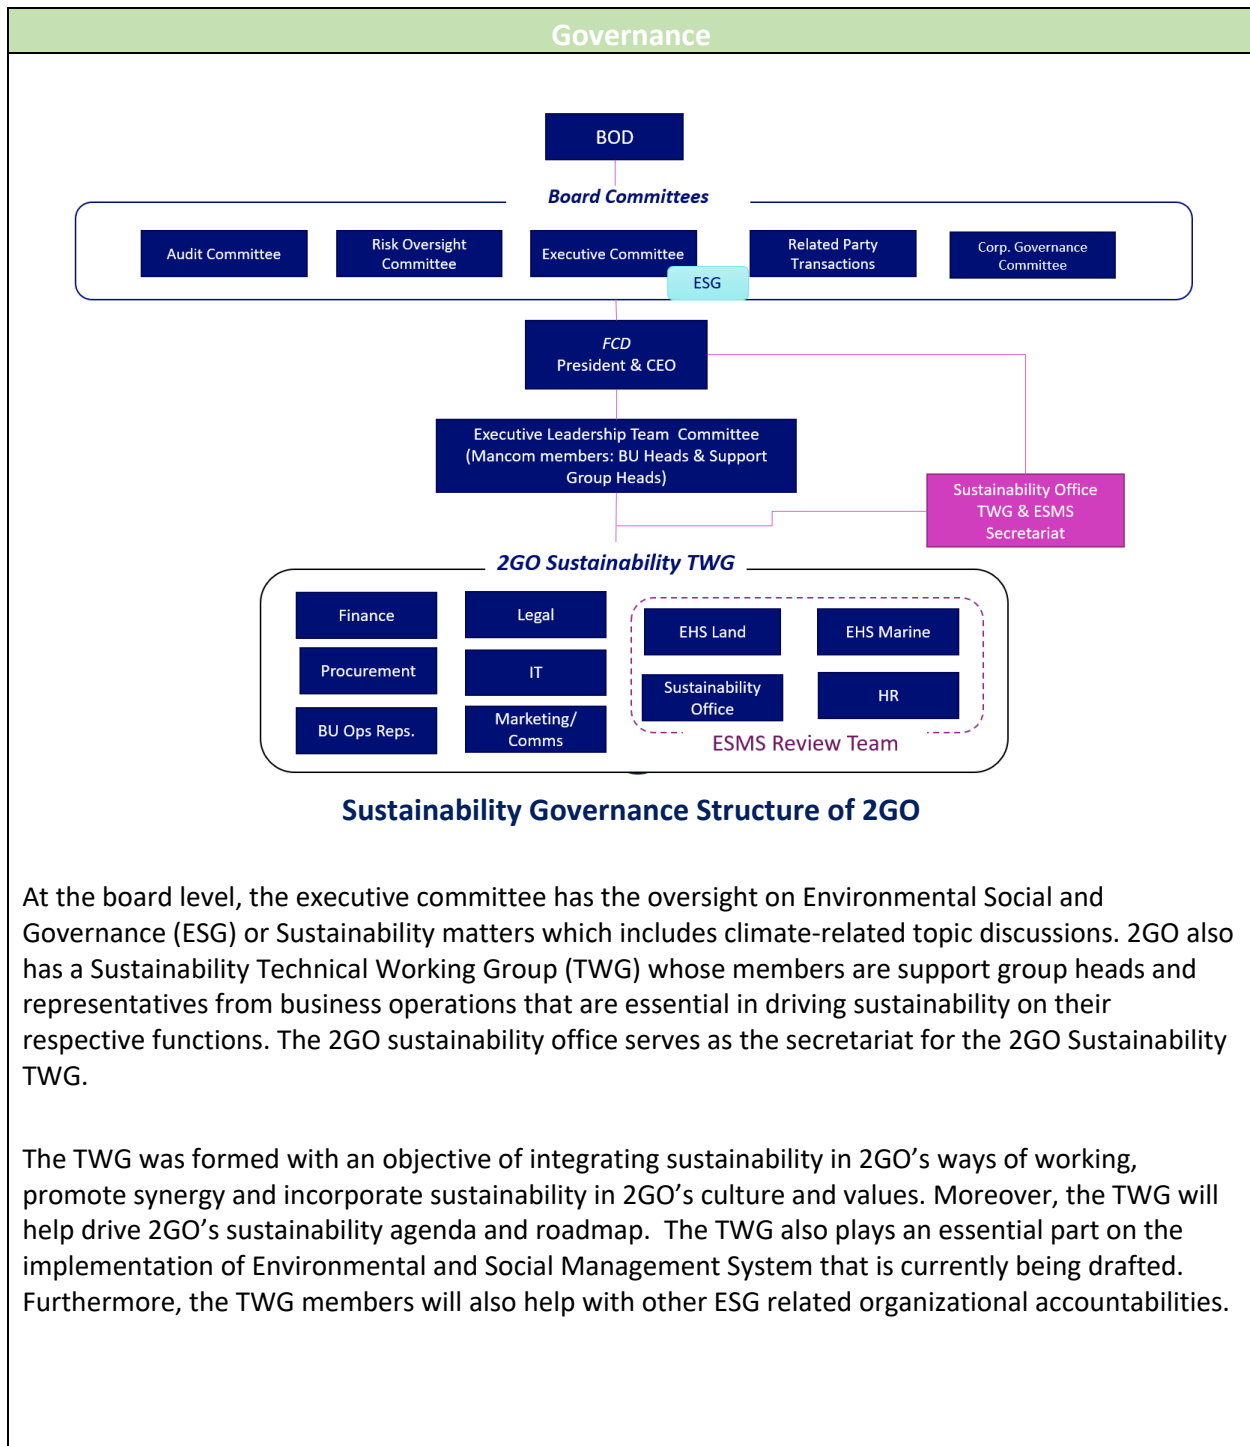 Governance
BOD
Board Committees
Audit Committee
Risk Oversight
Committee
Executive Committee
Related Party
Transactions
Corp. Governance
Committee
ESG
FCD
President & CEO
Executive Leadership Team Committee
(Mancom members: BU Heads & Support
Group Heads)
Sustainability Office
TWG & ESMS
Secretariat
2GO Sustainability TWG
Finance
Legal
EHS Land
EHS Marine
Procurement
IT
Sustainability
Office
HR
BU Ops Reps.
Marketing/
Comms
ESMS Review Team
Sustainability Governance Structure of 2GO
At the board level, the executive committee has the oversight on Environmental Social and
Governance (ESG) or Sustainability matters which includes climate-related topic discussions. 2GO also
has a Sustainability Technical Working Group (TWG) whose members are support group heads and
representatives from business operations that are essential in driving sustainability on their
respective functions. The 2GO sustainability office serves as the secretariat for the 2GO Sustainability
TWG.
The TWG was formed with an objective of integrating sustainability in 2GO’s ways of working,
promote synergy and incorporate sustainability in 2GO’s culture and values. Moreover, the TWG will
help drive 2GO’s sustainability agenda and roadmap.  The TWG also plays an essential part on the
implementation of Environmental and Social Management System that is currently being drafted.
Furthermore, the TWG members will also help with other ESG related organizational accountabilities.